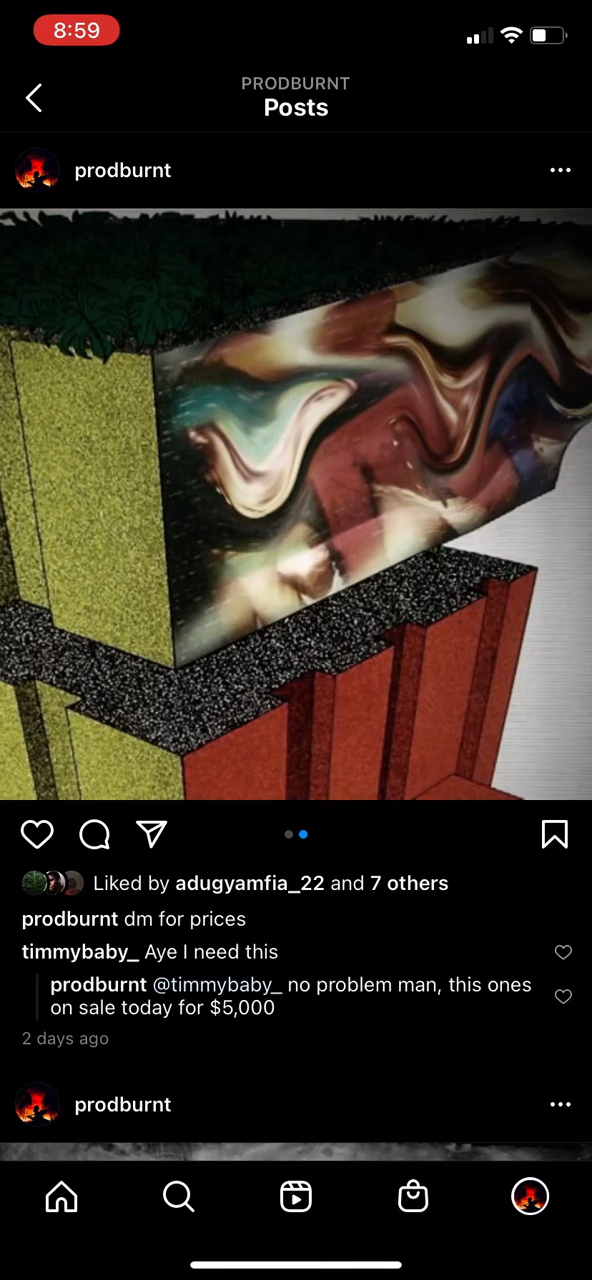 8:59
PRODBURNT
Posts
prodburnt
Liked by adugyamfia_22 and 7 others
prodburnt dm for prices
timmybaby_ Aye I need this
prodburnt @timmybaby_ no problem man, this ones
on sale today for $5,000
2 days ago
prodburnt